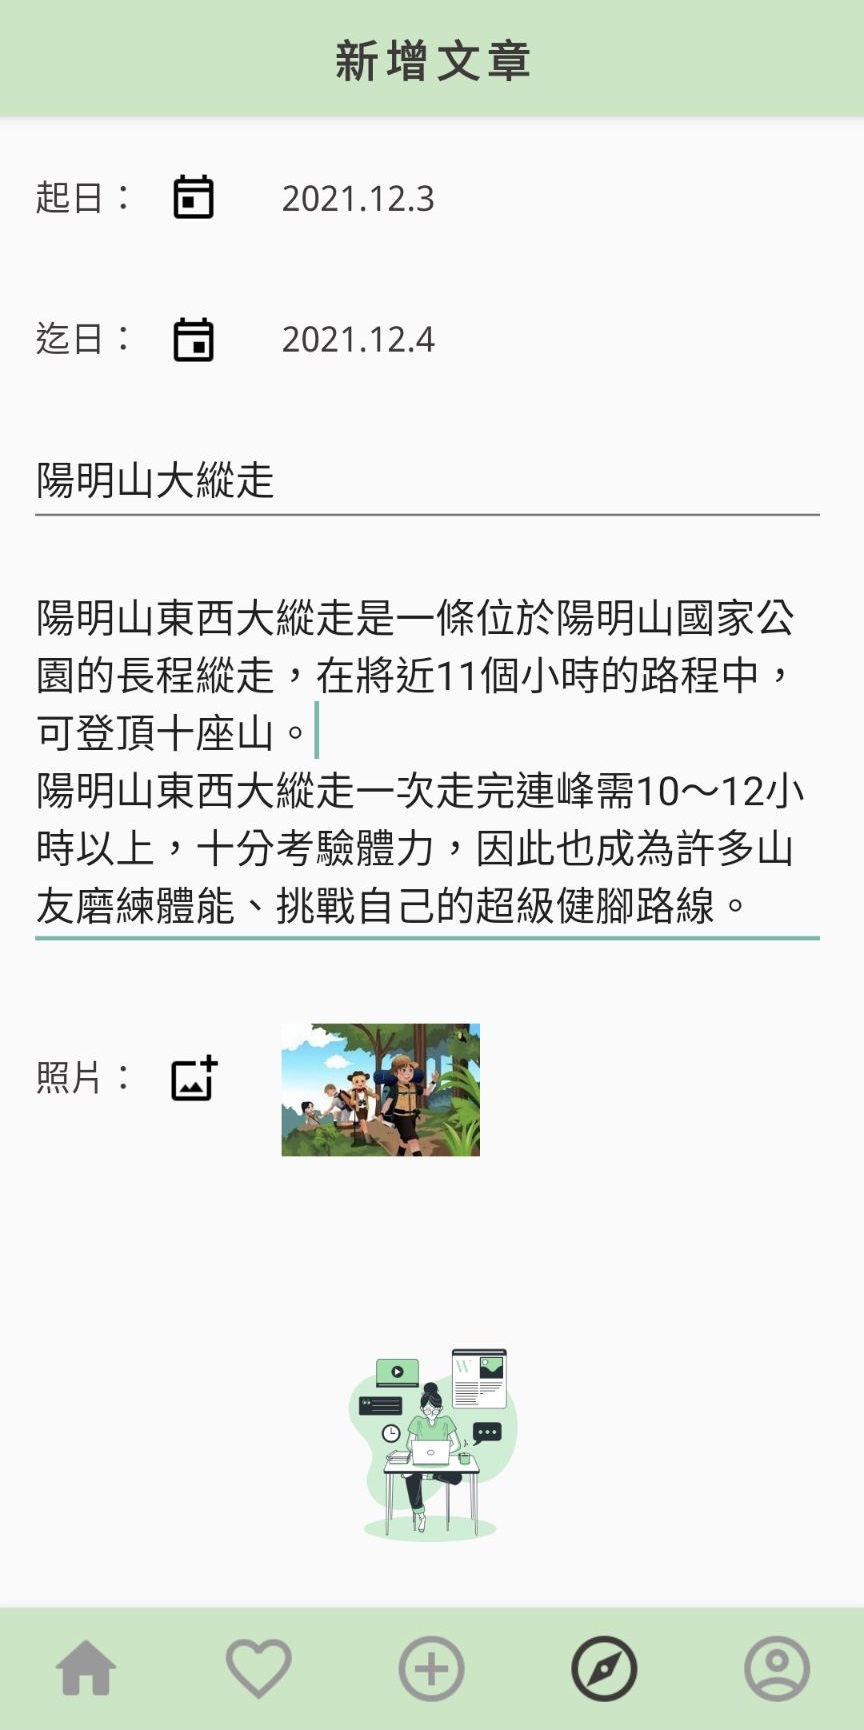 新增文章
起日：
2021.12.3
迄日：
2021.12.4
陽明山大縱走
陽明山東西大縱走是一條位於陽明山國家公
園的長程縱走，在將近11個小時的路程中，
可登頂十座山。
陽明山東西大縱走一次走完連峰需10～12小
時以上，十分考驗體力，因此也成為許多山
友磨練體能、挑戰自己的超級健腳路線。
照片：
W